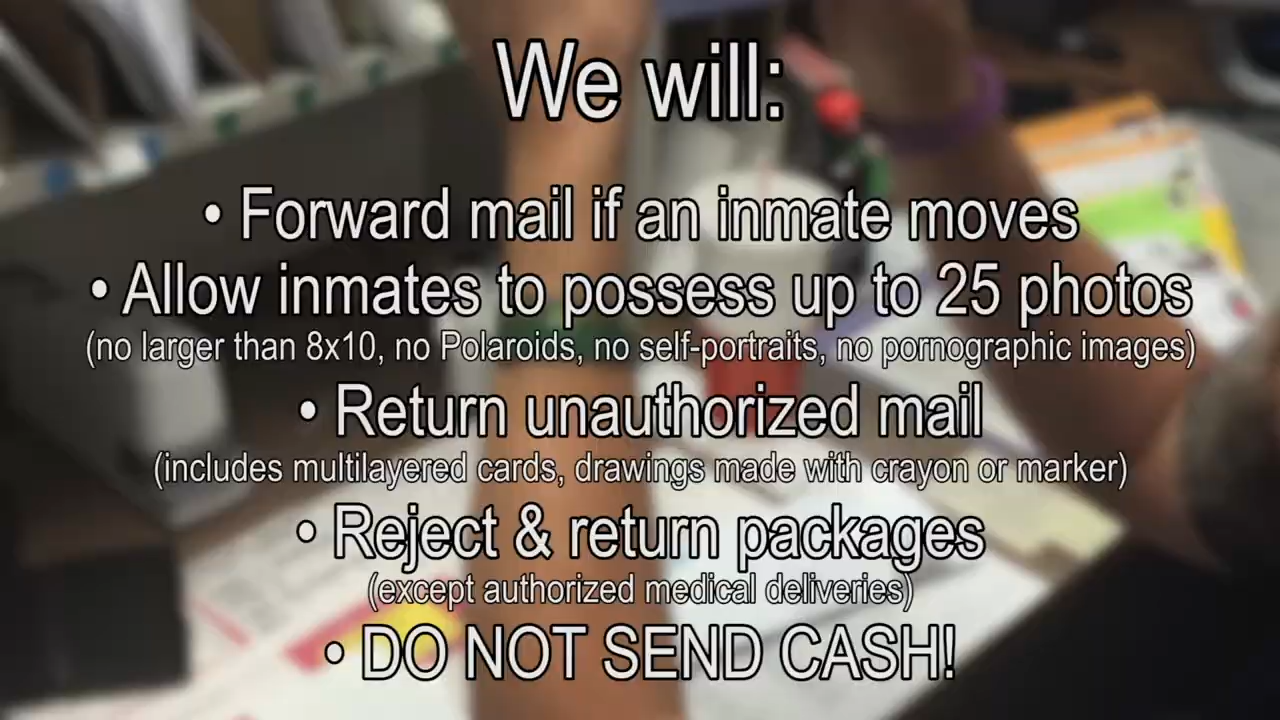 We will:
• Forward mail if an inmate moves
• Allow inmates to possess up to 25 photos
(no larger than 8x10, no Polaroids, no self-portraits, no pornographic images)
• Return unauthorized mail
(includes multilayered cards, drawings made with crayon or marker)
• Reject & return packages
(except authorized medical deliveries)
• DO NOT SEND CASH!